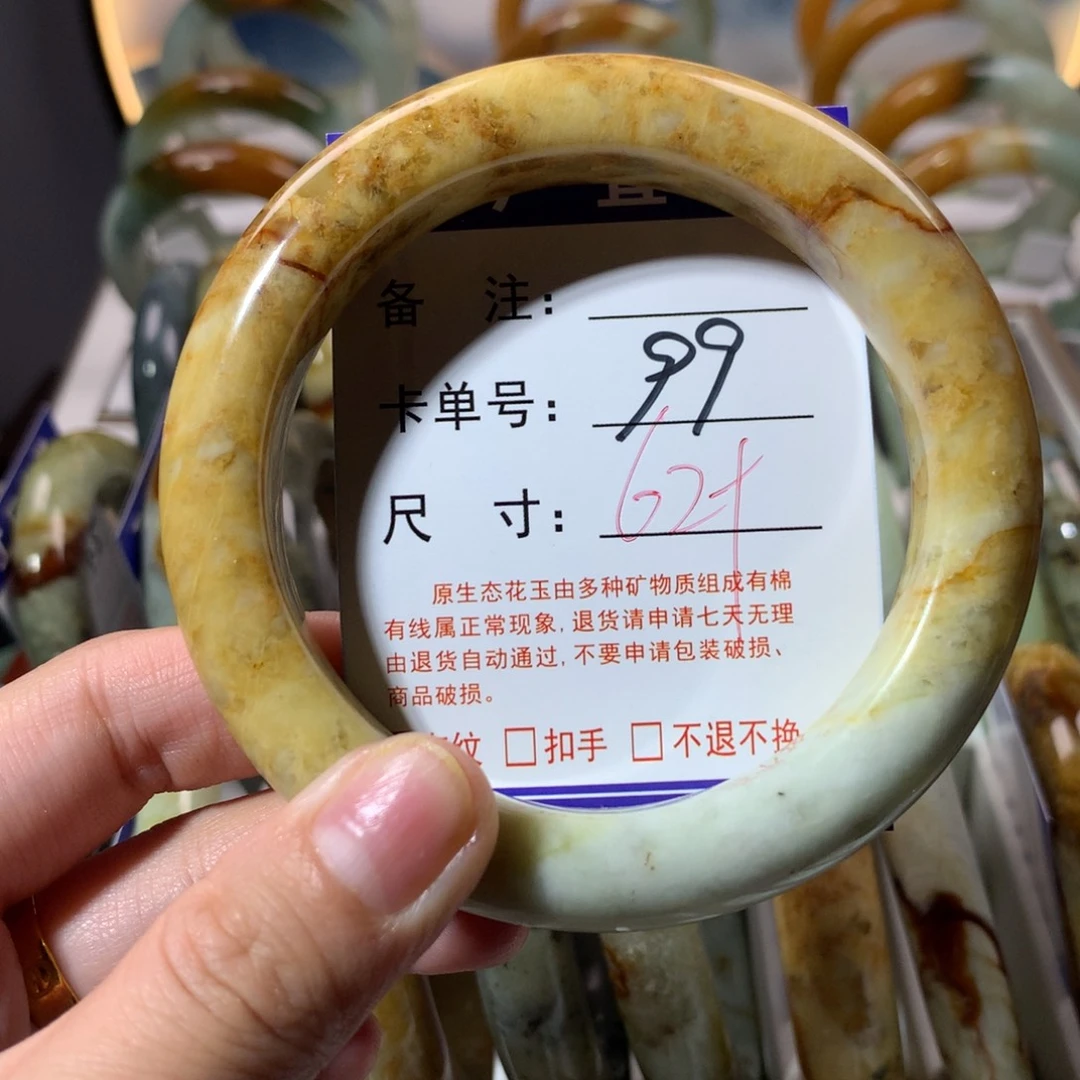 备 注：
卡单号：99
尺 寸：62+
原生态花玉由多种矿物质组成有棉
有线属正常现象，退货请申请七天无理
由退货自动通过，不要申请包装破损、
商品破损。
纹 □扣手 □不退不换